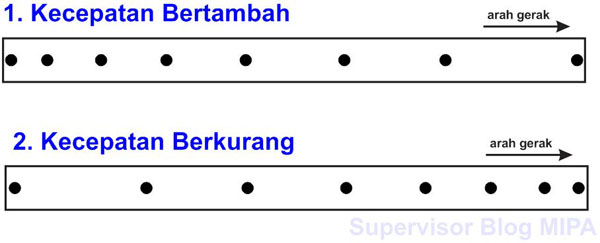 1. Kecepatan Bertambah
arah gerak
2. Kecepatan Berkurang
arah gerak
Supervisor Blog MIPA